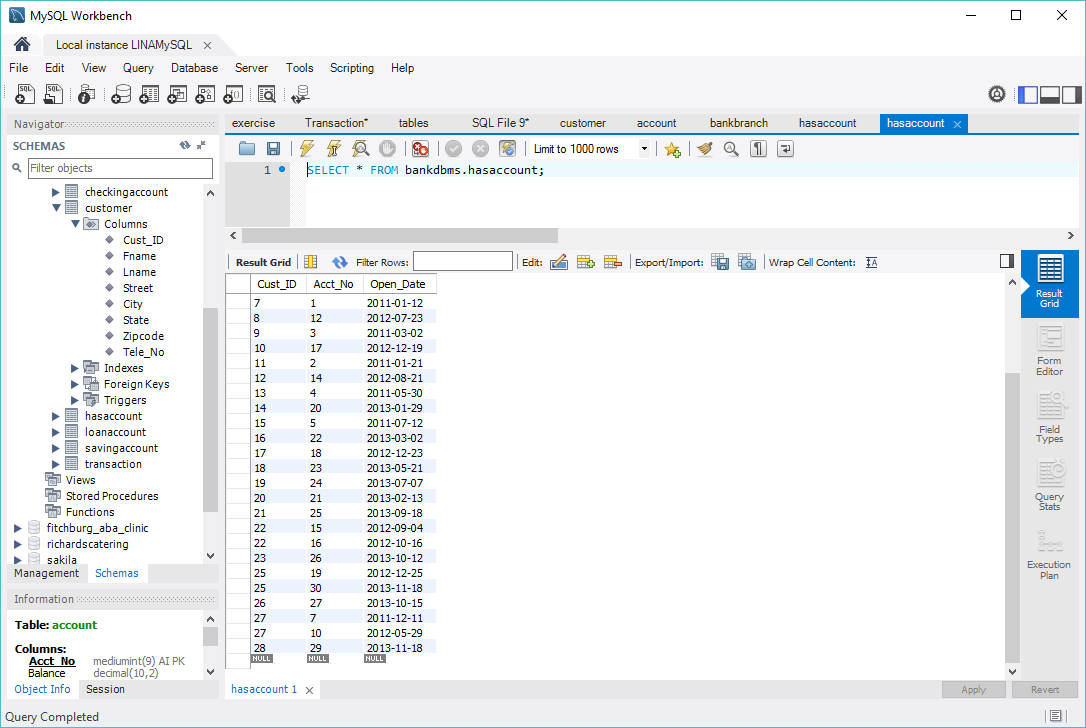 MySQL Workbench
Local instance LINAMySQL
File Edit View Query Database Server Tools Scripting Help
Navigator
SCHEMAS
Filter objects
checkingaccount
customer
Columns
Cust_ID
Fname
Lname
Street
City
State
Zipcode
Tele_No
Indexes
Foreign Keys
Triggers
hasaccount
loanaccount
savingaccount
transaction
Views
Stored Procedures
Functions
fitchburg_aba_clinic
richardscatering
sakila
Management Schemas
Information
Table: account
Columns:
Acct_No mediumint(9) AI PK
Balance decimal(10,2)
Object Info Session
exercise Transaction* tables SQL File 9* customer account bankbranch hasaccount hasaccount
Limit to 1000 rows
1 SELECT * FROM bankdbms.hasaccount;
Result Grid Filter Rows: Edit: Export/Import: Wrap Cell Content:
Cust_ID Acct_No Open_Date
7 1 2011-01-12
8 12 2012-07-23
9 3 2011-03-02
10 17 2012-12-19
11 2 2011-01-21
12 14 2012-08-21
13 4 2011-05-30
14 20 2013-01-29
15 5 2011-07-12
16 22 2013-03-02
17 18 2012-12-23
18 23 2013-05-21
19 24 2013-07-07
20 21 2013-02-13
21 25 2013-09-18
22 15 2012-09-04
22 16 2012-10-16
23 26 2013-10-12
25 19 2012-12-25
25 30 2013-11-18
26 27 2013-10-15
27 7 2011-12-11
27 10 2012-05-29
28 29 2013-11-18
NULL NULL NULL
Result
Grid
Form
Editor
Field
Types
Query
Stats
Execution
Plan
hasaccount 1
Apply Revert
Query Completed